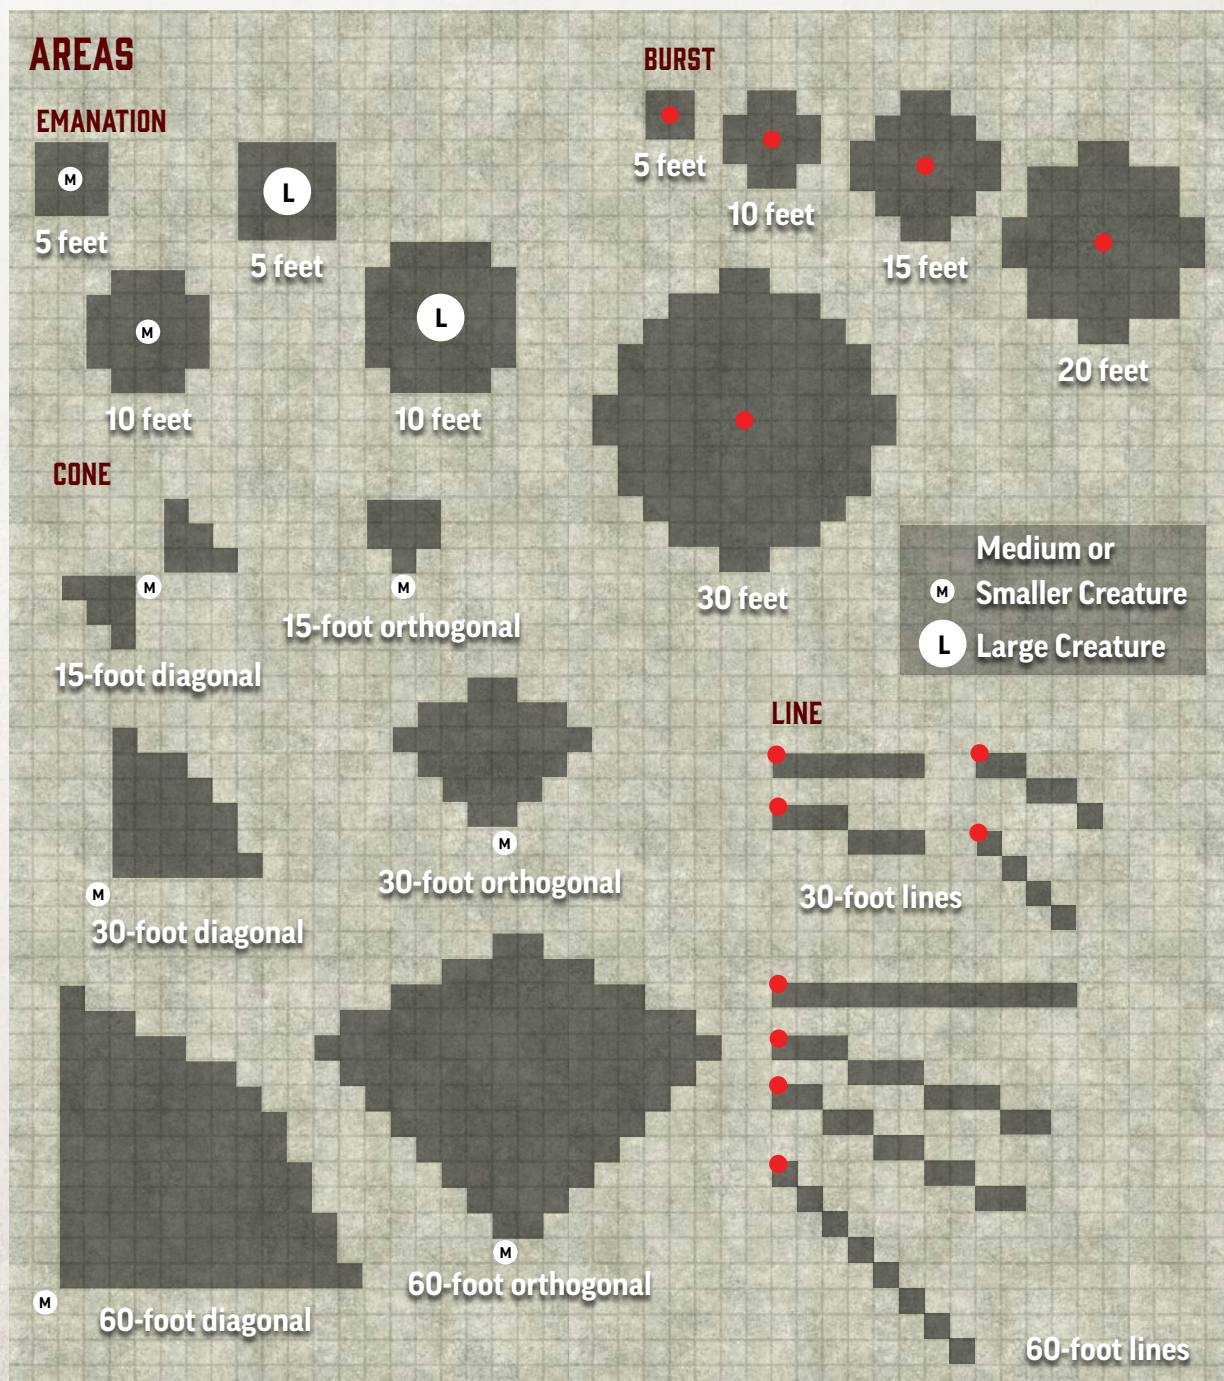 AREAS
EMANATION
M
5 feet
L
5 feet
M
10 feet
L
10 feet
BURST
5 feet
10 feet
15 feet
20 feet
30 feet
CONE
M
15-foot diagonal
M
15-foot orthogonal
M
30-foot diagonal
M
30-foot orthogonal
M
60-foot diagonal
M
60-foot orthogonal
Medium or
M Smaller Creature
L Large Creature
LINE
30-foot lines
60-foot lines